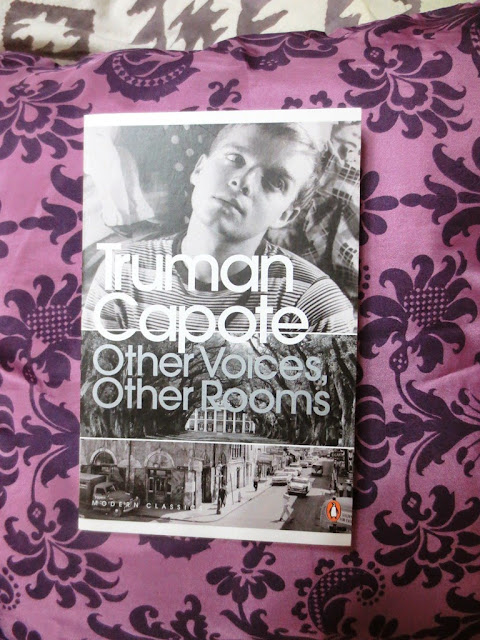 Truman
Capote
Other Voices,
Other Rooms
MODERN CLASSICS